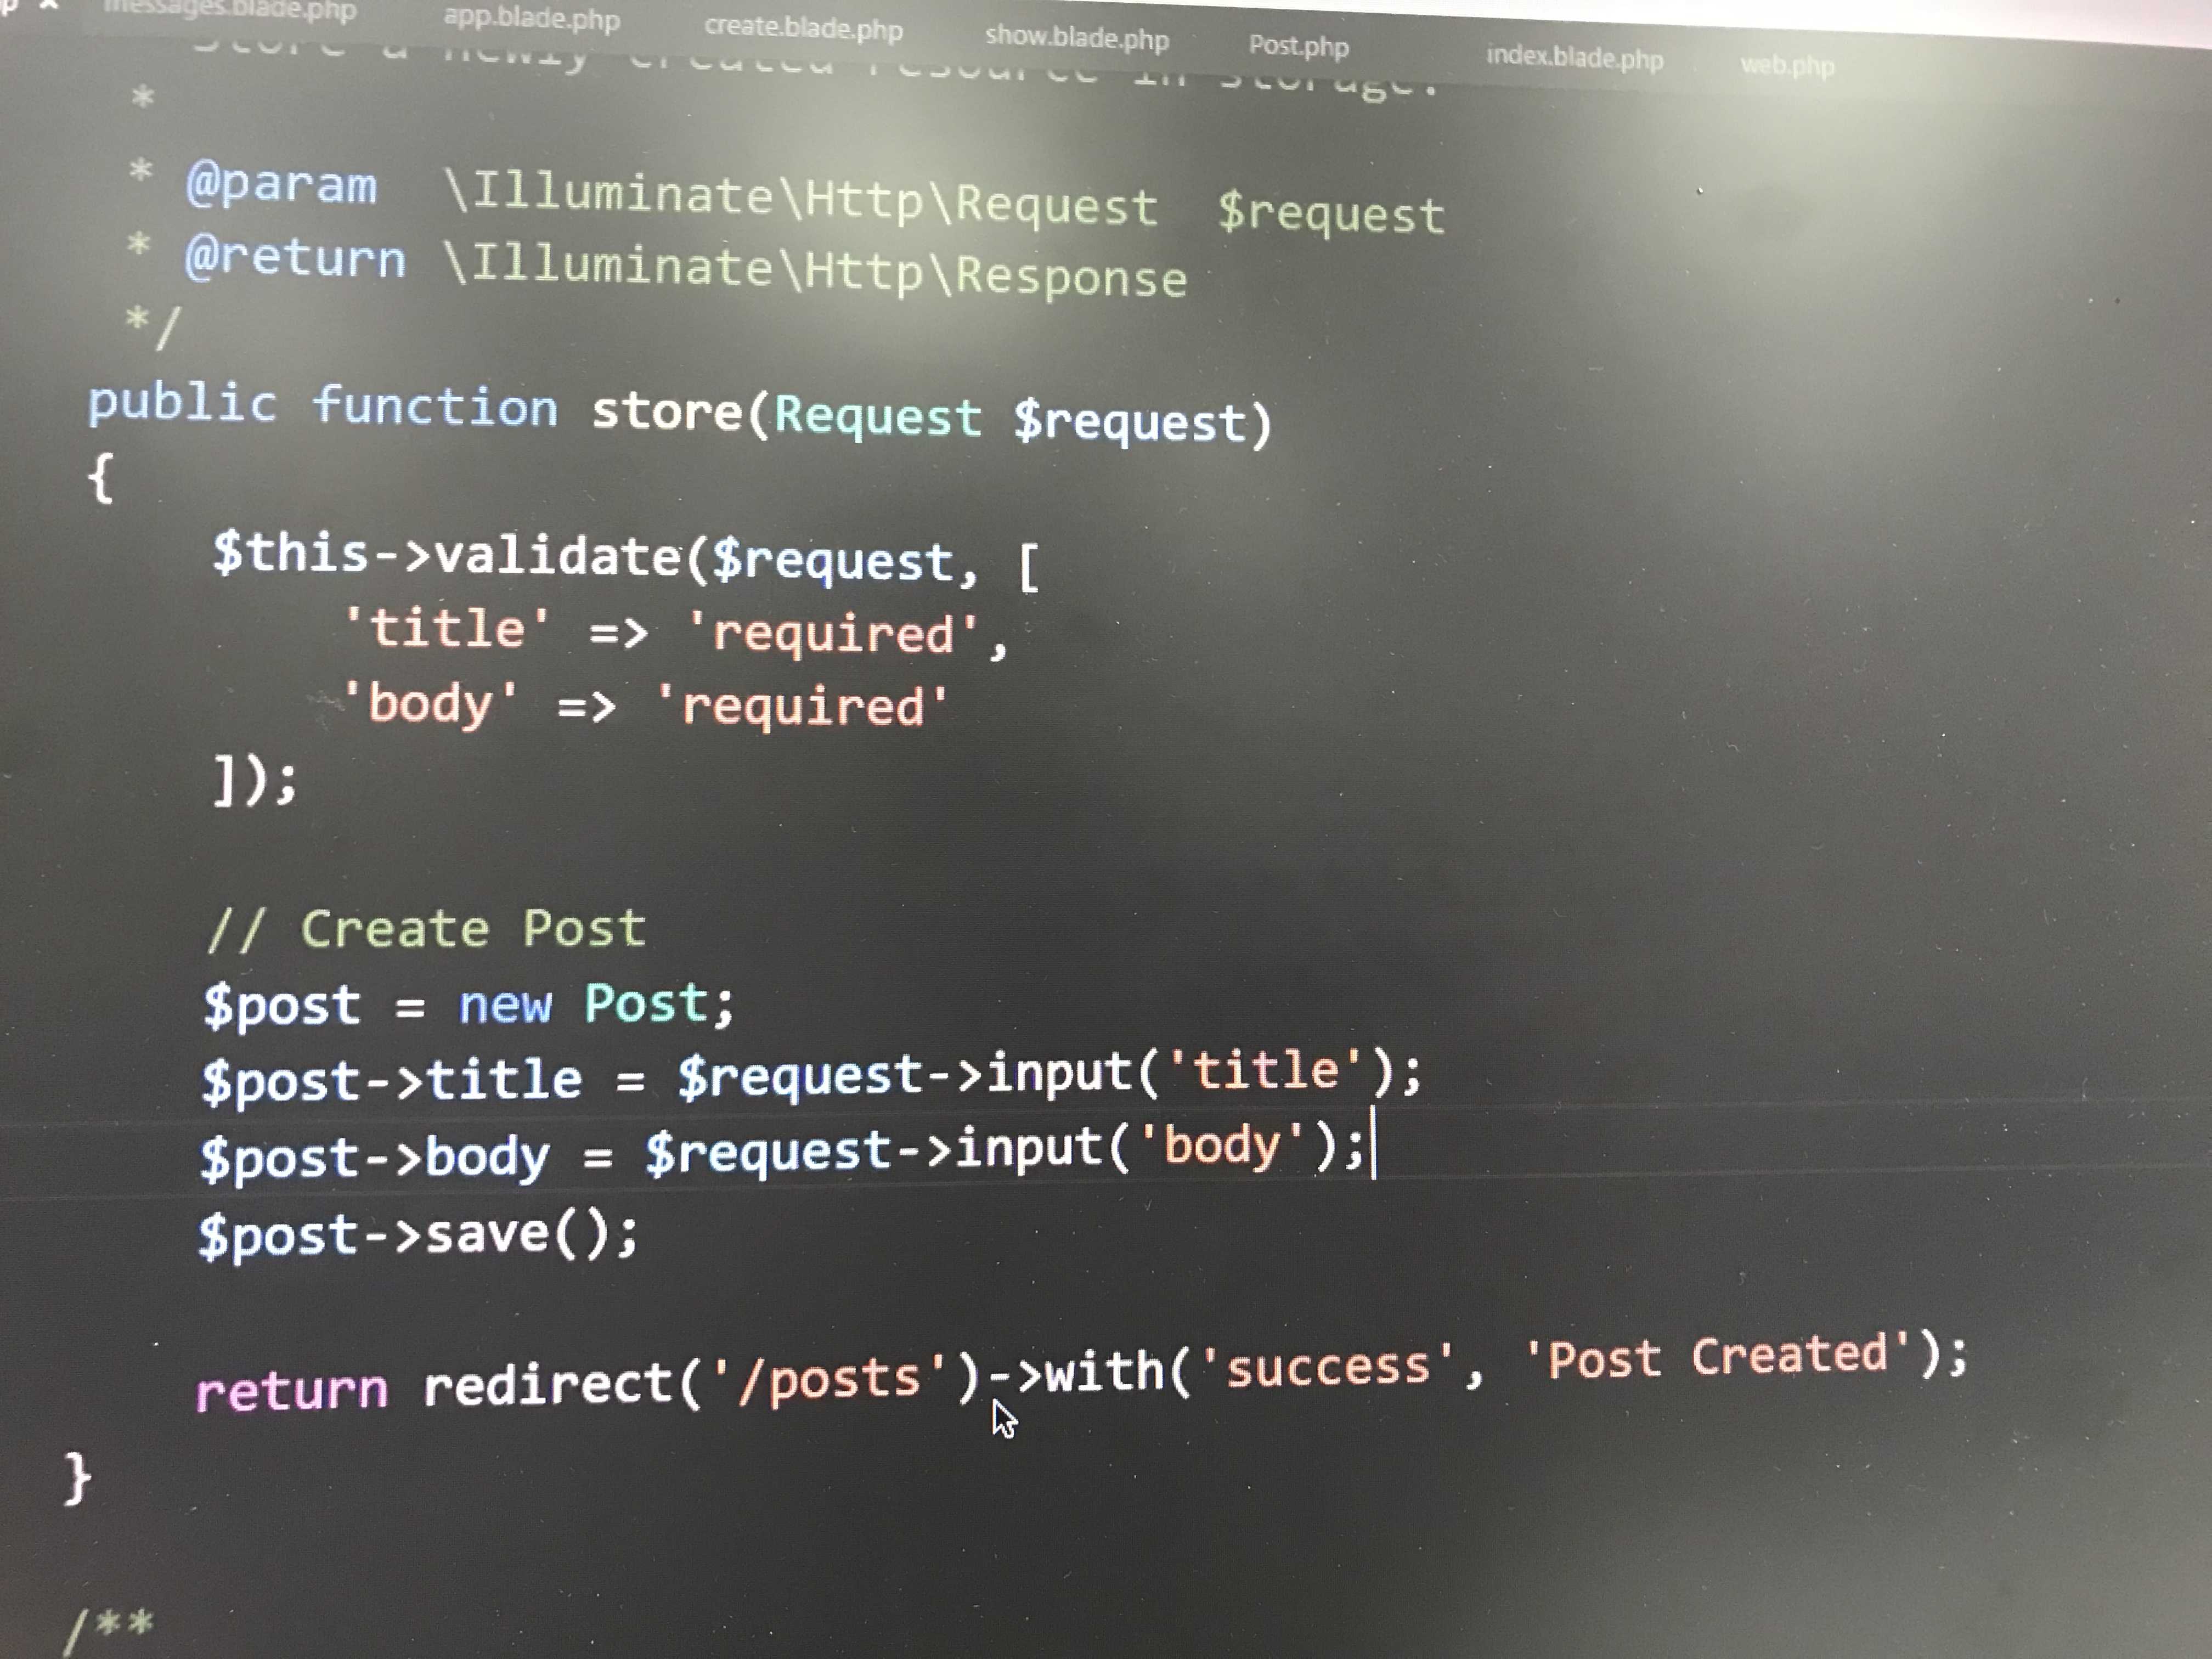 messages.blade.php app.blade.php create.blade.php show.blade.php Post.php index.blade.php web.php
Store a newly created resource in storage.
*
* @param  \Illuminate\Http\Request  $request
* @return \Illuminate\Http\Response
*/
public function store(Request $request)
{
$this->validate($request, [
'title' => 'required',
'body' => 'required'
]);
// Create Post
$post = new Post;
$post->title = $request->input('title');
$post->body = $request->input('body');
$post->save();
return redirect('/posts')->with('success', 'Post Created');
}
/**